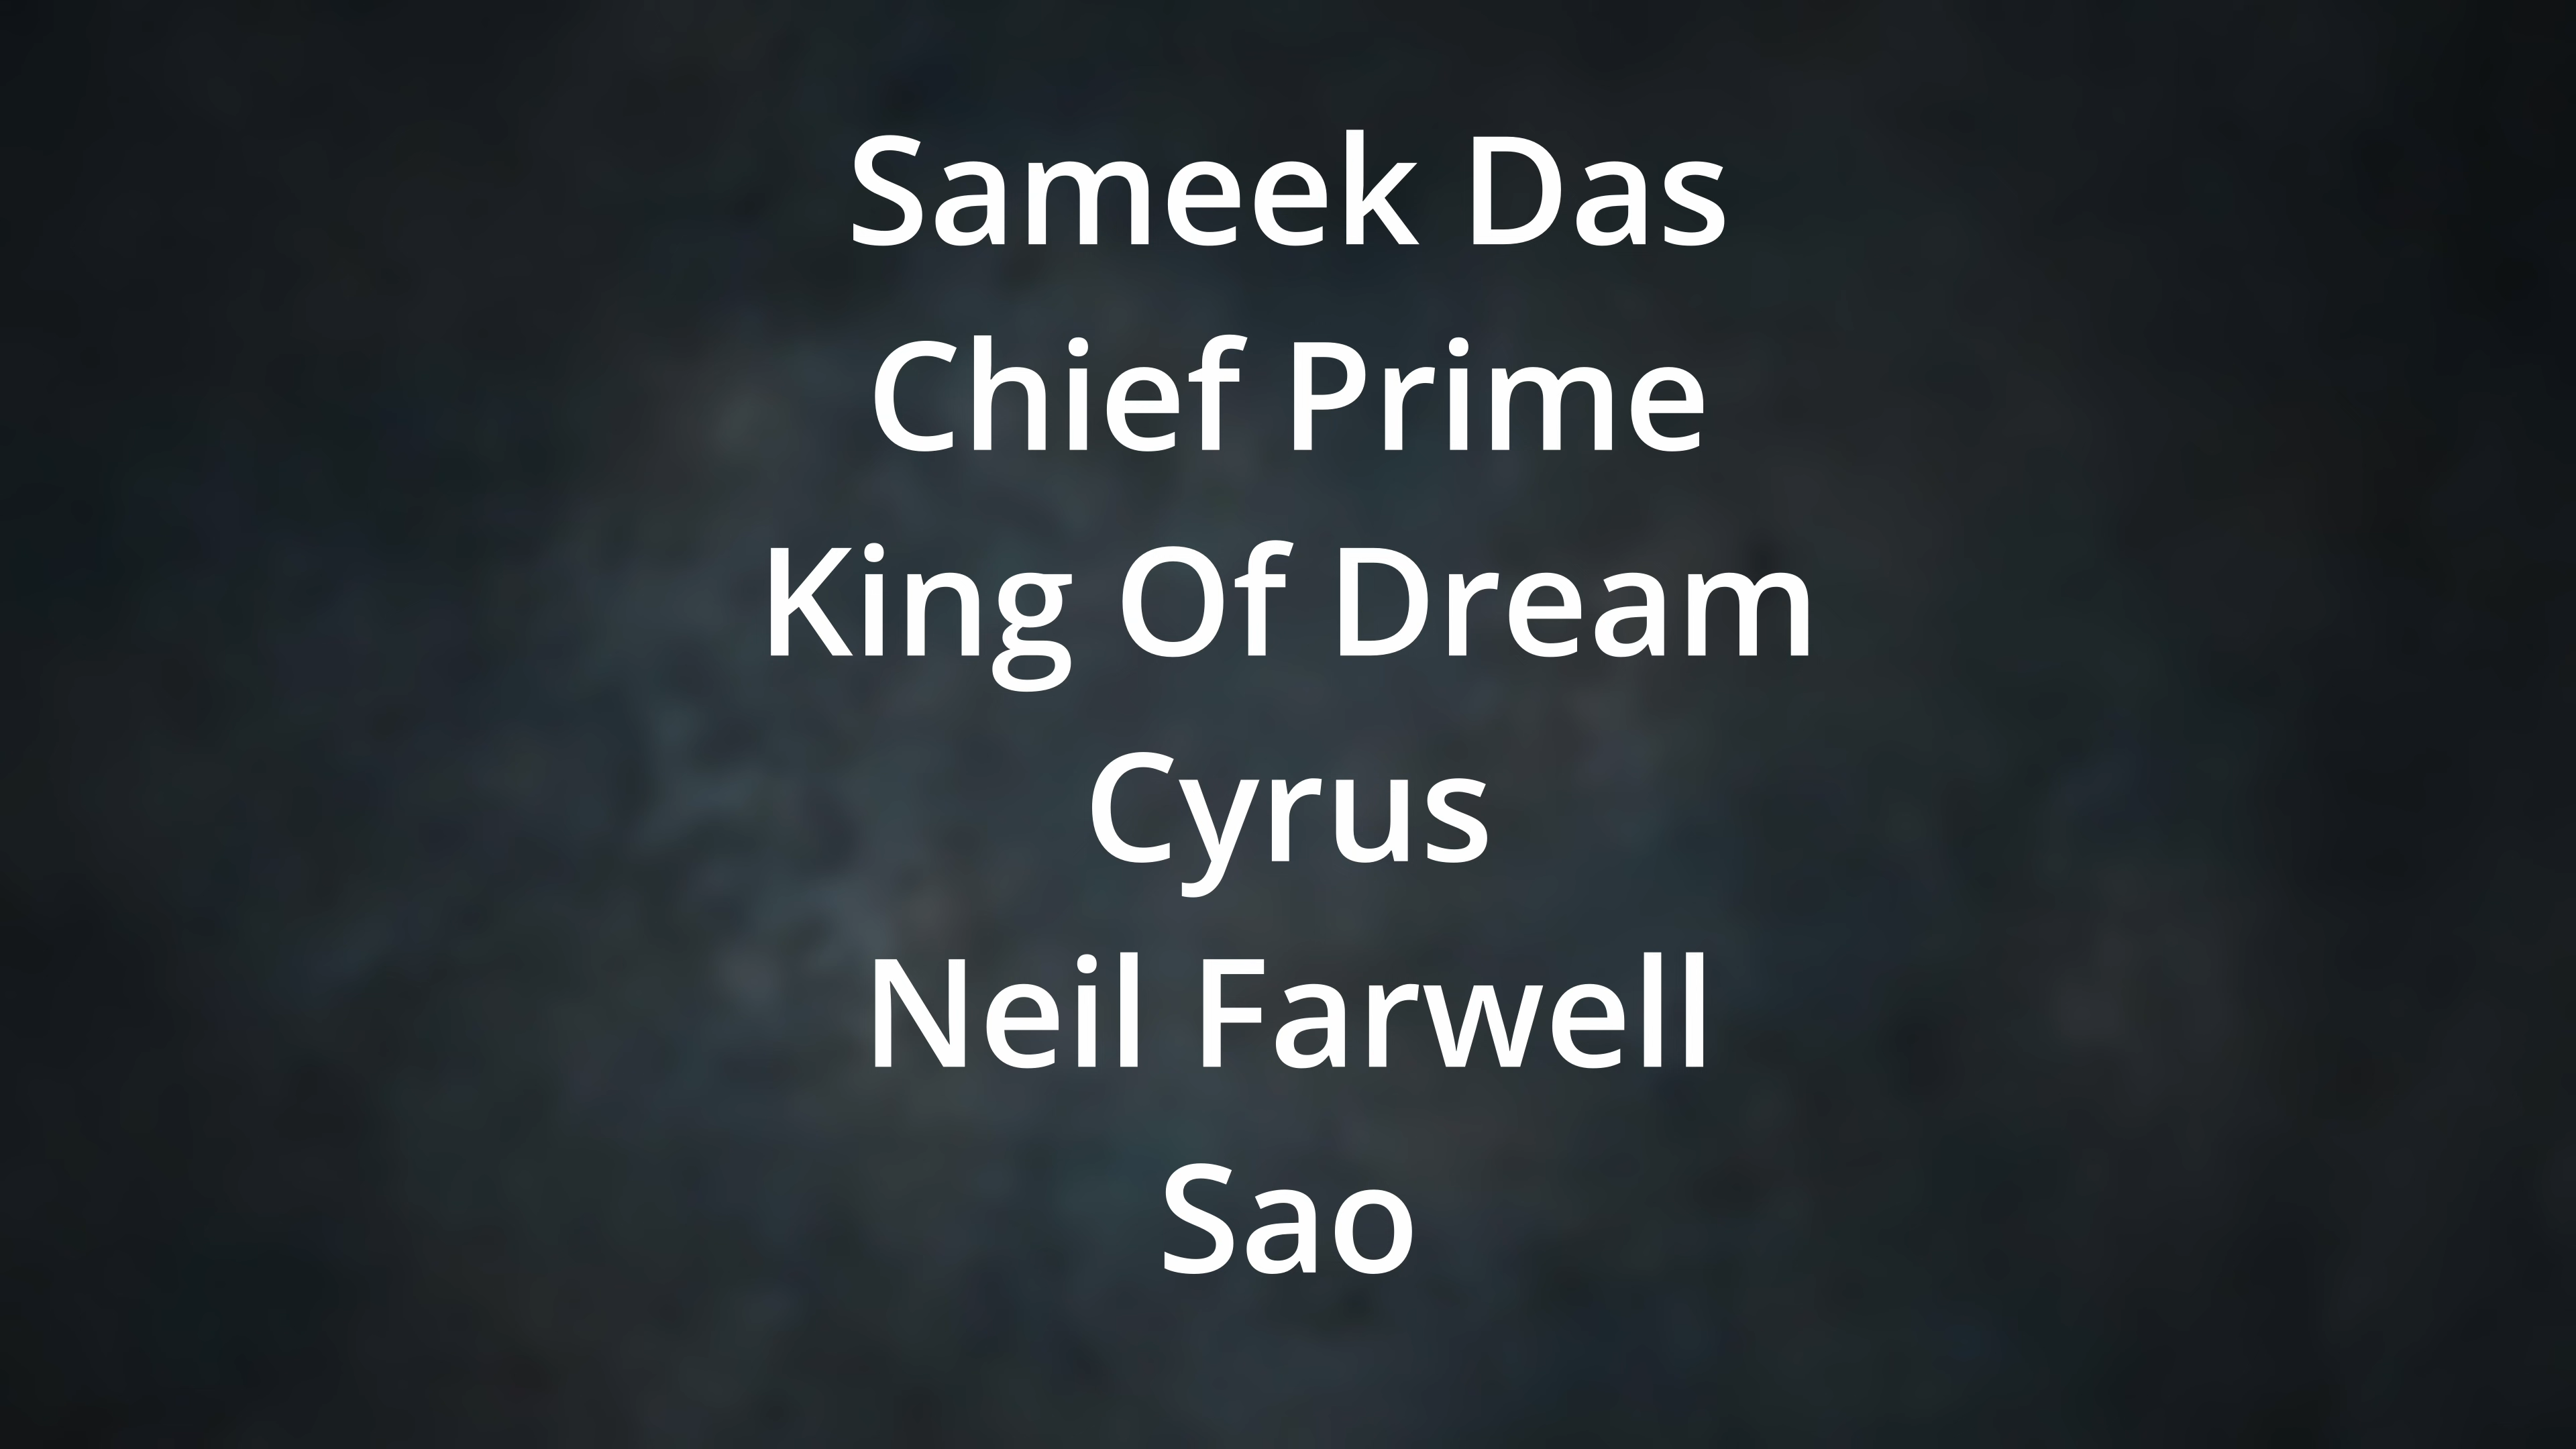 Sameek Das
Chief Prime
King Of Dream
Cyrus
Neil Farwell
Sao